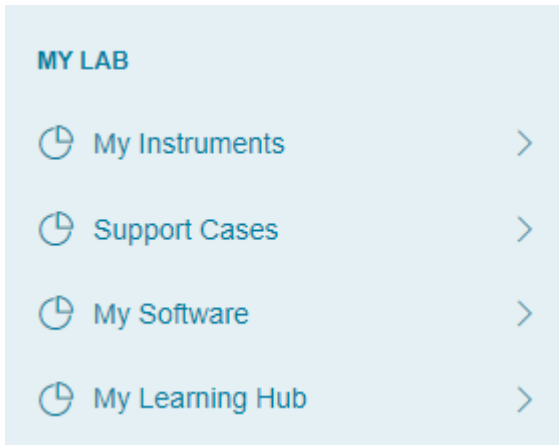 MY LAB
My Instruments
Support Cases
My Software
My Learning Hub